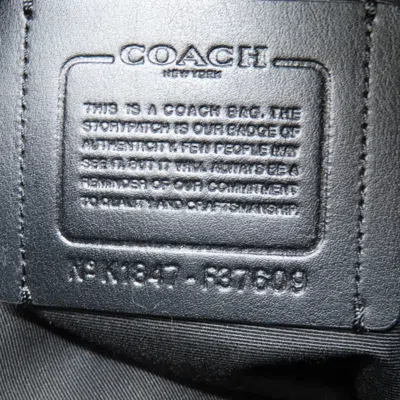 COACH
NEW YORK
THIS IS A COACH BAG. THE
STORYPATCH IS OUR BADGE OF
AUTHENTICITY. FEW PEOPLE MAY
SEE IT, BUT IT WILL ALWAYS BE A
REMINDER OF OUR COMMITMENT
TO QUALITY AND CRAFTSMANSHIP.
Nº K1847-F37609